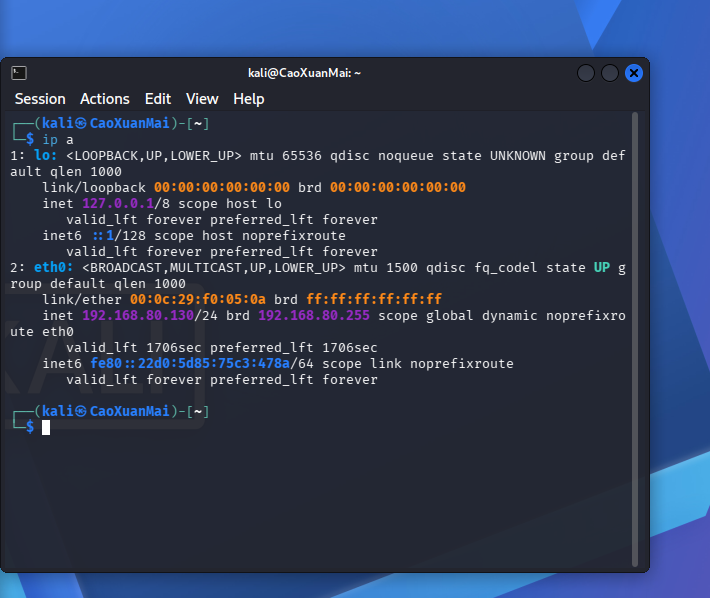 kali@CaoXuanMai: ~
Session Actions Edit View Help
┌──(kali㉿CaoXuanMai)-[~]
└─$ ip a
1: lo: <LOOPBACK,UP,LOWER_UP> mtu 65536 qdisc noqueue state UNKNOWN group def
ault qlen 1000
    link/loopback 00:00:00:00:00:00 brd 00:00:00:00:00:00
    inet 127.0.0.1/8 scope host lo
       valid_lft forever preferred_lft forever
    inet6 ::1/128 scope host noprefixroute
       valid_lft forever preferred_lft forever
2: eth0: <BROADCAST,MULTICAST,UP,LOWER_UP> mtu 1500 qdisc fq_codel state UP g
roup default qlen 1000
    link/ether 00:0c:29:f0:05:0a brd ff:ff:ff:ff:ff:ff
    inet 192.168.80.130/24 brd 192.168.80.255 scope global dynamic noprefixro
ute eth0
       valid_lft 1706sec preferred_lft 1706sec
    inet6 fe80::22d0:5d85:75c3:478a/64 scope link noprefixroute
       valid_lft forever preferred_lft forever
┌──(kali㉿CaoXuanMai)-[~]
└─$